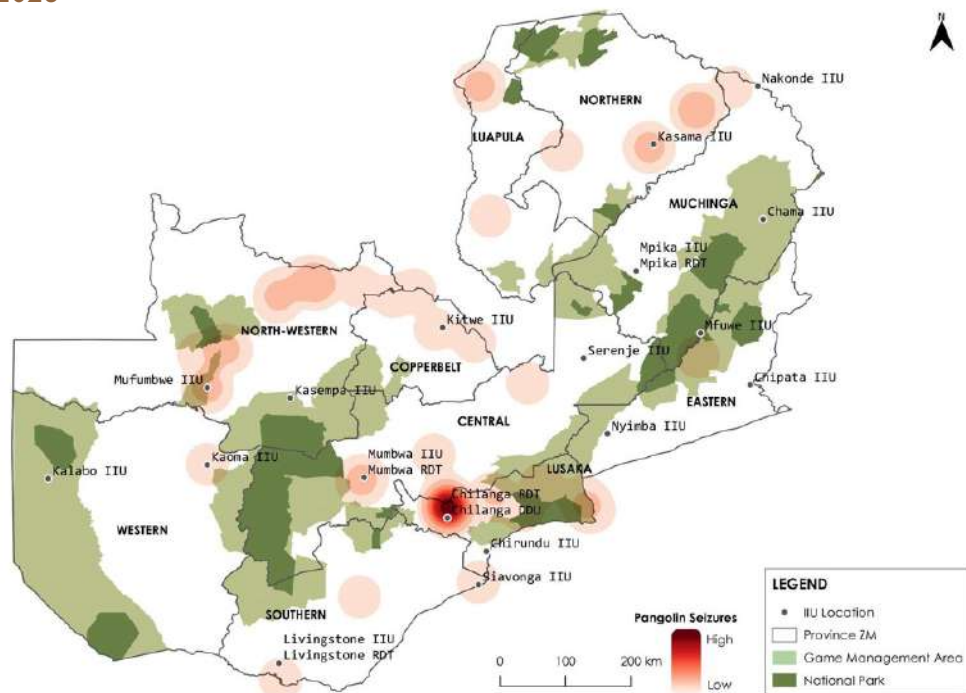 N
Nakonde IIU
NORTHERN
Kasama IIU
LUAPULA
MUCHINGA
Chama IIU
Mpika IIU
Mpika RDT
Kitwe IIU
NORTH-WESTERN
Mfuwe IIU
Serenje IIU
COPPERBELT
Mufumbwe IIU
Kasempa IIU
Chipata IIU
EASTERN
CENTRAL
Nyimba IIU
Kaoma IIU
Mumbwa IIU
Mumbwa RDT
LUSAKA
Kalabo IIU
Chilanga RDT
Chilanga DDU
WESTERN
Chirundu IIU
Siavonga IIU
SOUTHERN
Livingstone IIU
Livingstone RDT
0 100 200 km
Pangolin Seizures
High
Low
LEGEND
IIU Location
Province ZM
Game Management Area
National Park